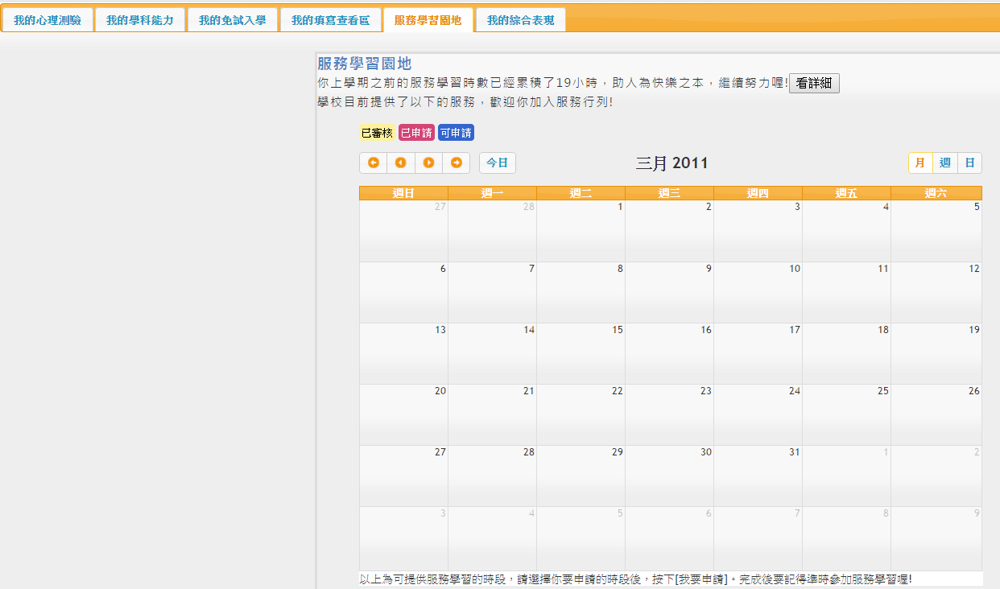 我的心理測驗 我的學科能力 我的免試入學 我的填寫查看區 服務學習園地 我的綜合表現
服務學習園地
你上學期之前的服務學習時數已經累積了19小時，助人為快樂之本，繼續努力喔! 看詳細
學校目前提供了以下的服務，歡迎你加入服務行列!
已審核 已申請 可申請
今日 三月 2011 月 週 日
週日 週一 週二 週三 週四 週五 週六
27 28 1 2 3 4 5
6 7 8 9 10 11 12
13 14 15 16 17 18 19
20 21 22 23 24 25 26
27 28 29 30 31 1 2
3 4 5 6 7 8 9
以上為可提供服務學習的時段，請選擇你要申請的時段後，按下[我要申請]。完成後要記得準時參加服務學習喔!